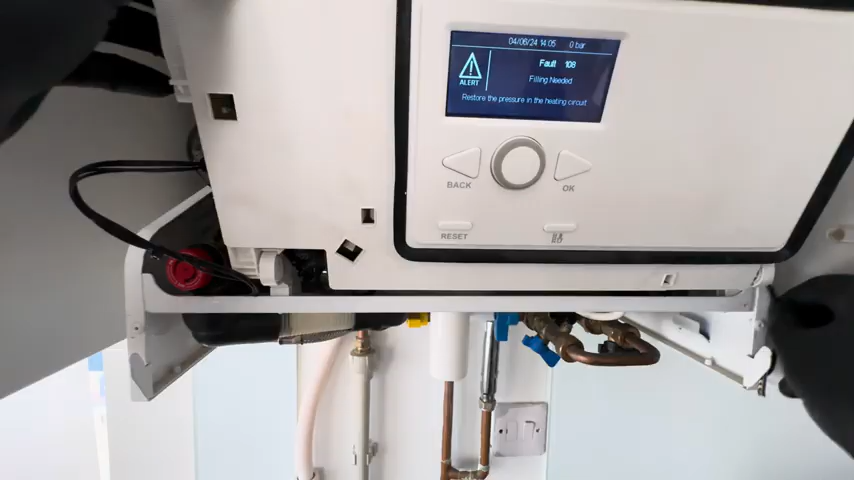 04/06/24 14:05 0 bar
Fault 108
ALERT
Filling Needed
Restore the pressure in the heating circuit
BACK
OK
RESET